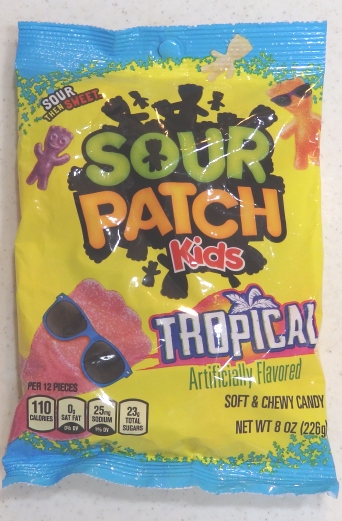 SOUR
THEN SWEET
SOUR
PATCH
Kids
TROPICAL
Artificially Flavored
SOFT & CHEWY CANDY
NET WT 8 OZ (226g)
PER 12 PIECES
110 CALORIES
0g SAT FAT 0% DV
25mg SODIUM 1% DV
23g TOTAL SUGARS